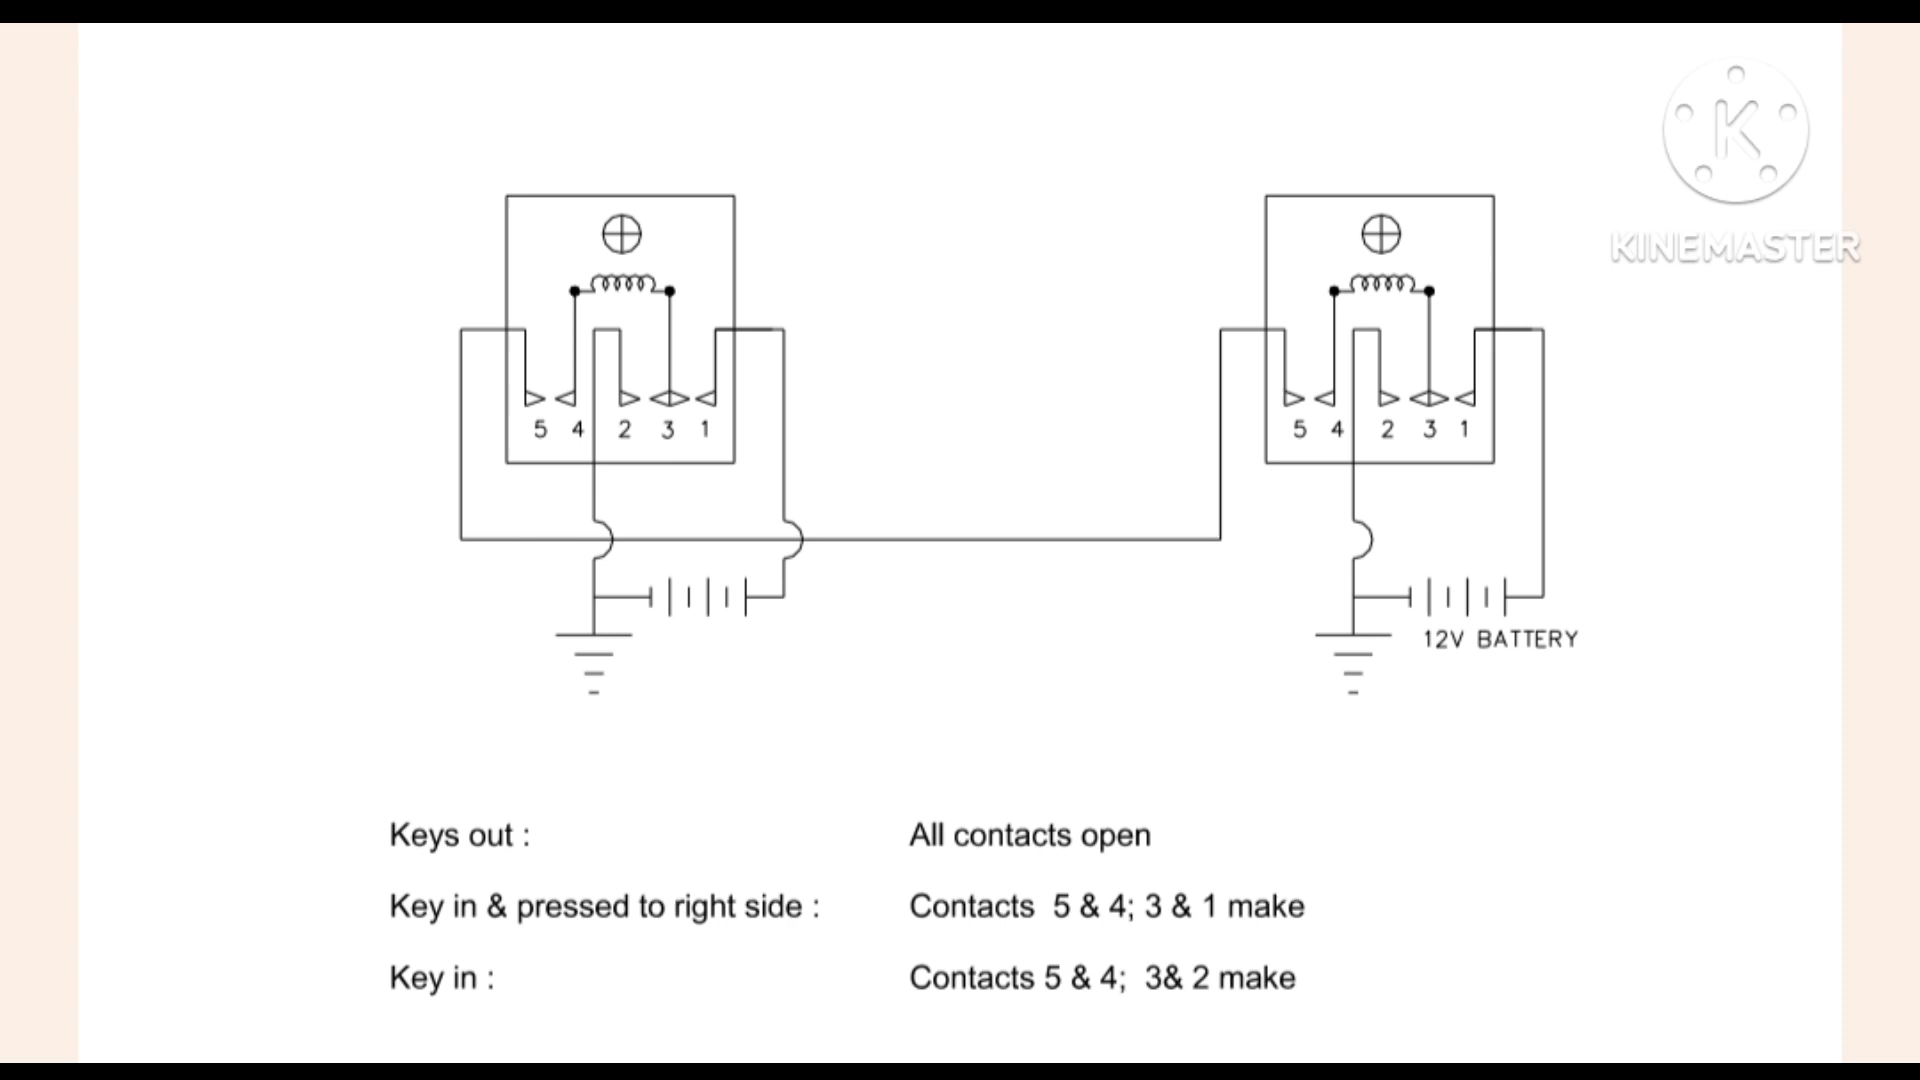 K
KINEMASTER
5 4 2 3 1
5 4 2 3 1
12V BATTERY
Keys out : All contacts open
Key in & pressed to right side : Contacts 5 & 4; 3 & 1 make
Key in : Contacts 5 & 4; 3& 2 make